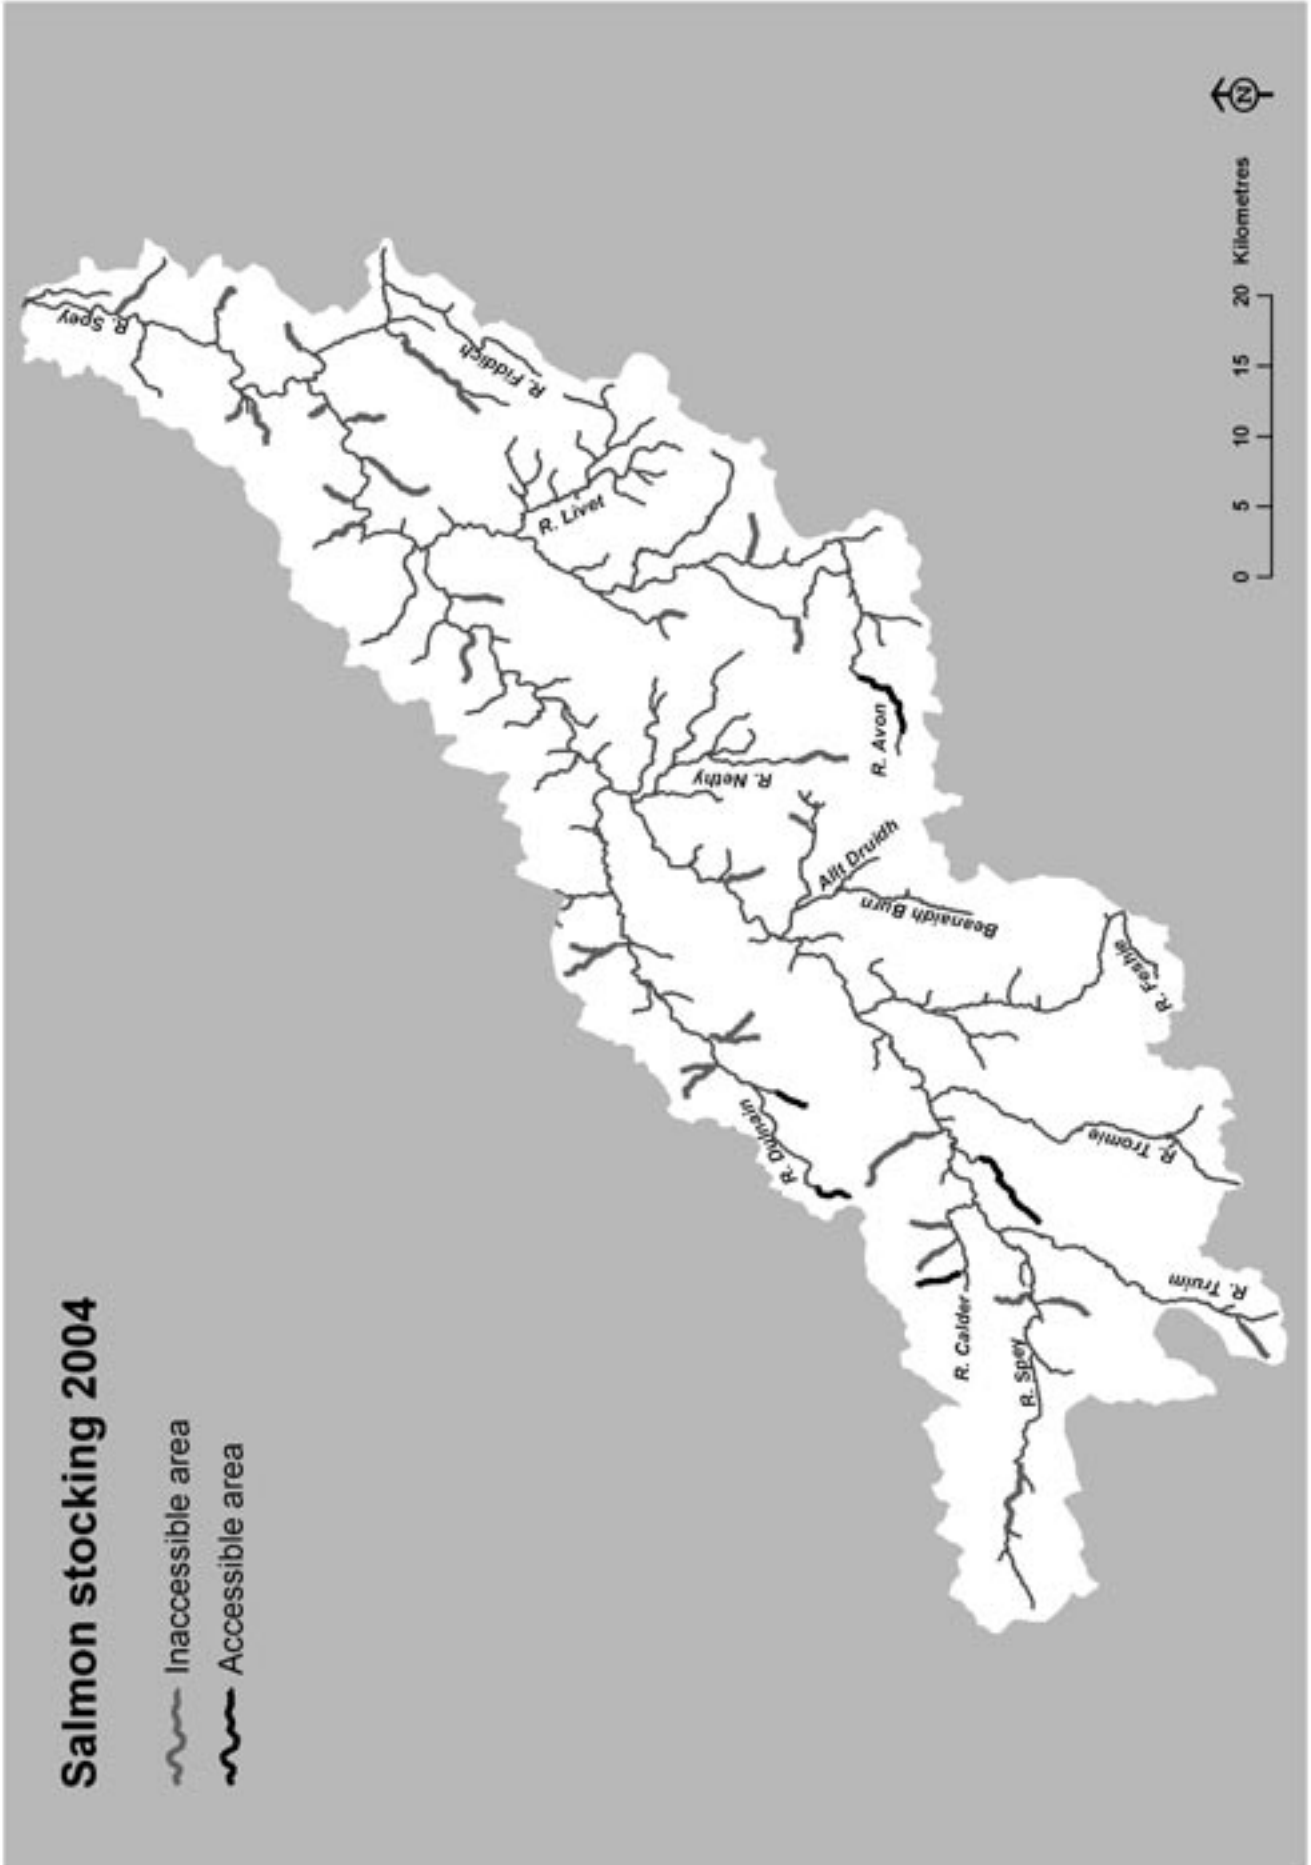 Salmon stocking 2004
Inaccessible area
Accessible area
R. Spey
R. Fiddich
R. Livet
R. Avon
R. Nethy
Allt Druidh
Beanaidh Burn
R. Feshie
R. Dulnain
R. Tromie
R. Truim
R. Calder
R. Spey
0 5 10 15 20 Kilometres
N